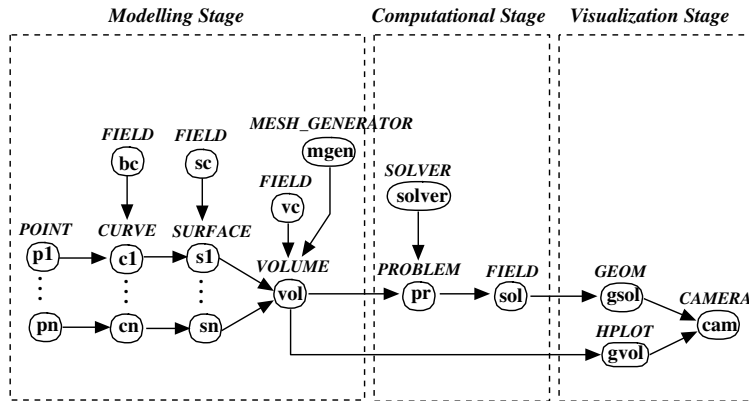 Modelling Stage
Computational Stage
Visualization Stage
MESH_GENERATOR
mgen
FIELD
bc
FIELD
sc
SOLVER
solver
FIELD
vc
POINT
p1
CURVE
c1
SURFACE
s1
VOLUME
vol
PROBLEM
pr
FIELD
sol
GEOM
gsol
CAMERA
cam
HPLOT
gvol
pn
cn
sn